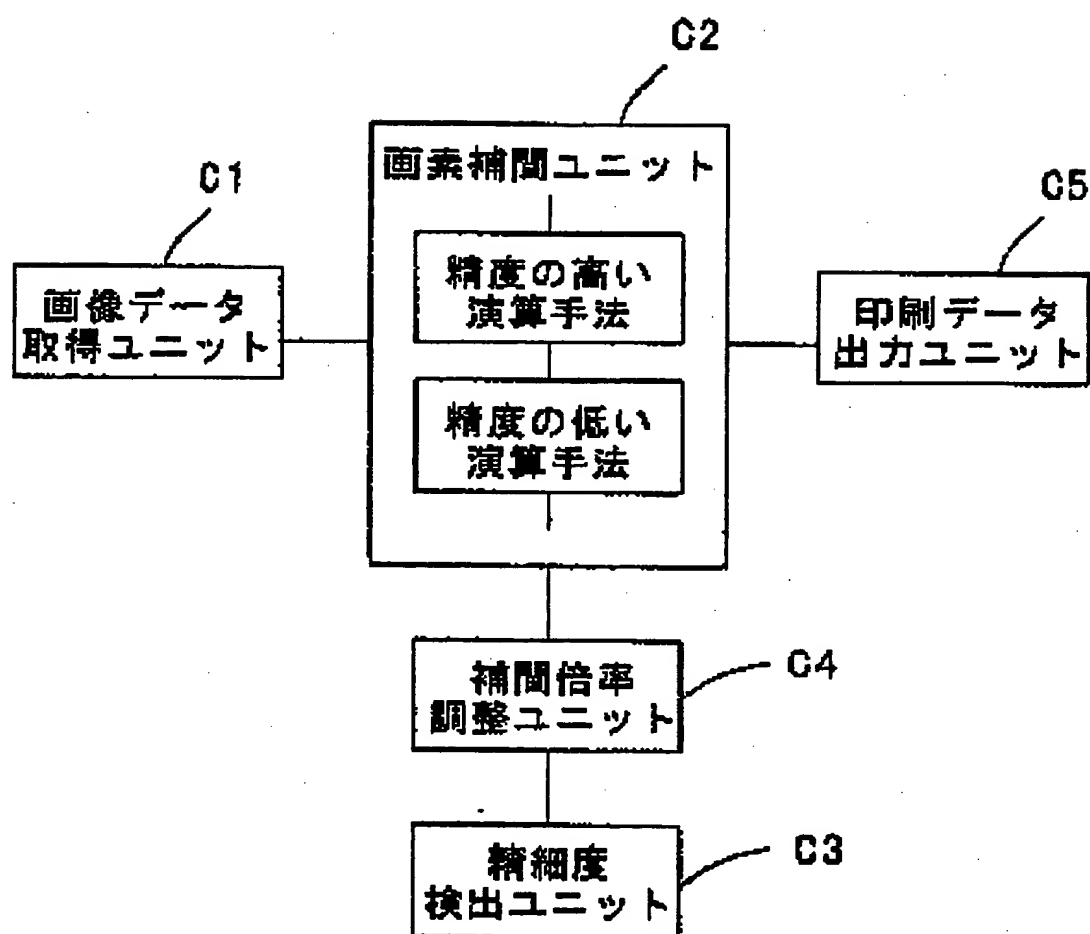 C2
画素補間ユニット
C1
C5
精度の高い
演算手法
画像データ
取得ユニット
印刷データ
出力ユニット
精度の低い
演算手法
補間倍率
調整ユニット
C4
精細度
検出ユニット
C3